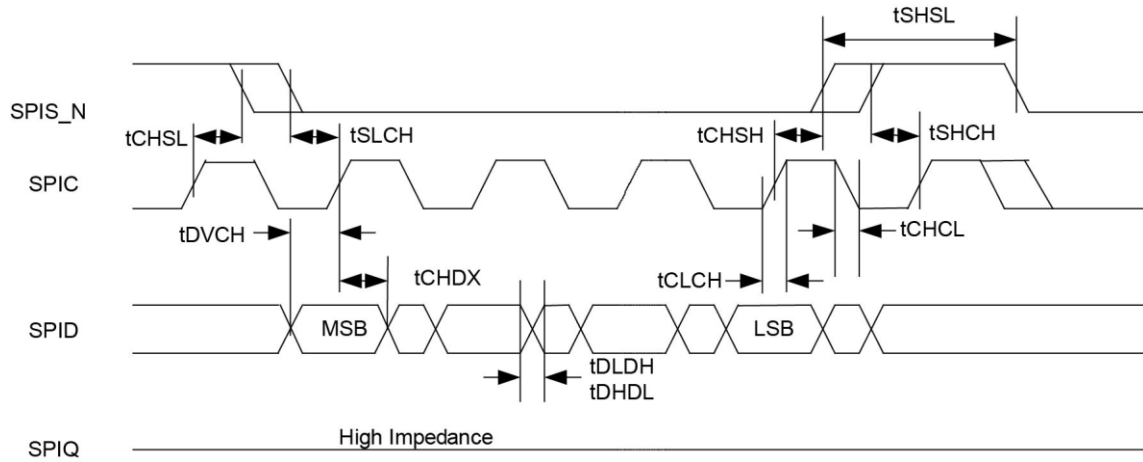 tSHSL
SPIS_N
tCHSL
tSLCH
tCHSH
tSHCH
SPIC
tDVCH
tCHCL
tCHDX
tCLCH
SPID
MSB
LSB
tDLDH
tDHDL
High Impedance
SPIQ